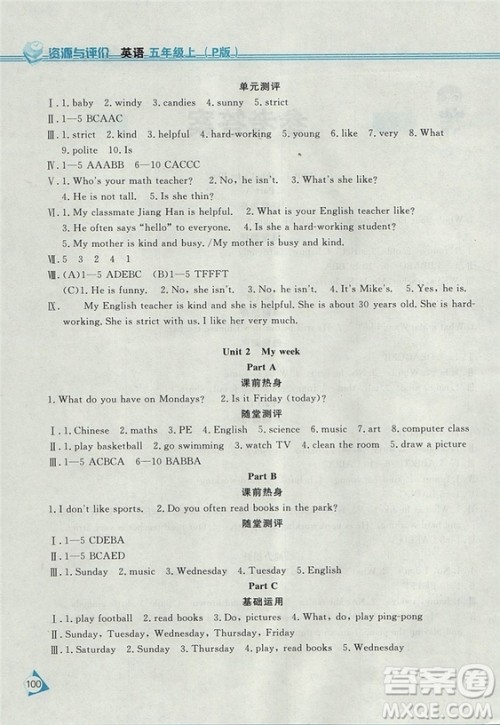 资源与评价 英语 五年级上(P版)
单元测评
Ⅰ. 1. baby 2. windy 3. candies 4. sunny 5. strict
Ⅱ. 1—5 BCAAC
Ⅲ. 1. strict 2. don't 3. kind 4. helpful 5. hard-working 6. young 7. like 8. What
9. polite 10. Is
Ⅳ. 1—5 AAABB 6—10 CACCC
Ⅴ. 1. Who's your math teacher? 2. No, he isn't. 3. What's she like?
4. He is not tall. 5. Is she thin?
Ⅵ. 1. My classmate Jiang Han is helpful. 2. What is your English teacher like?
3. He often says "hello" to everyone. 4. Is she a hard-working student?
5. My mother is kind and busy. /My mother is busy and kind.
Ⅶ. 5 3 2 4 1
Ⅷ. (A)1—5 ADEBC (B)1—5 TFFFT
(C)1. He is funny. 2. Yes, he is. 3. No, he isn't. 4. It is Mike's. 5. Yes, he is.
Ⅸ. My English teacher is kind and helpful. She is about 30 years old. She is hard-
working. She is strict with us. I like her very much.
Unit 2 My week
Part A
课前热身
1. What do you have on Mondays? 2. Is it Friday today?
随堂测评
Ⅰ. 1. Chinese 2. maths 3. PE 4. English 5. science 6. music 7. art 8. computer class
Ⅱ. 1. play basketball 2. go swimming 3. watch TV 4. read books 5. draw a picture
Ⅲ. 1—5 ACBCA 6—10 BABBA
Part B
课前热身
1. I don't like sports. 2. Do you often read books in the park?
随堂测评
Ⅰ. 1—5 CDEBA
Ⅱ. 1—5 BCAED
Ⅲ. 1. Sunday 2. music 3. Wednesday 4. Tuesday 5. English
Part C
基础运用
Ⅰ. 1. play football 2. read books 3. wash my clothes 4. watch TV 5. play ping-pong
Ⅱ. 1. Sunday Monday Tuesday Wednesday Thursday Friday Saturday
Ⅲ. 1. Saturday 2. Sunday 3. Tuesday 4. Wednesday 5. Friday
100
答案圈
MXQE.COM